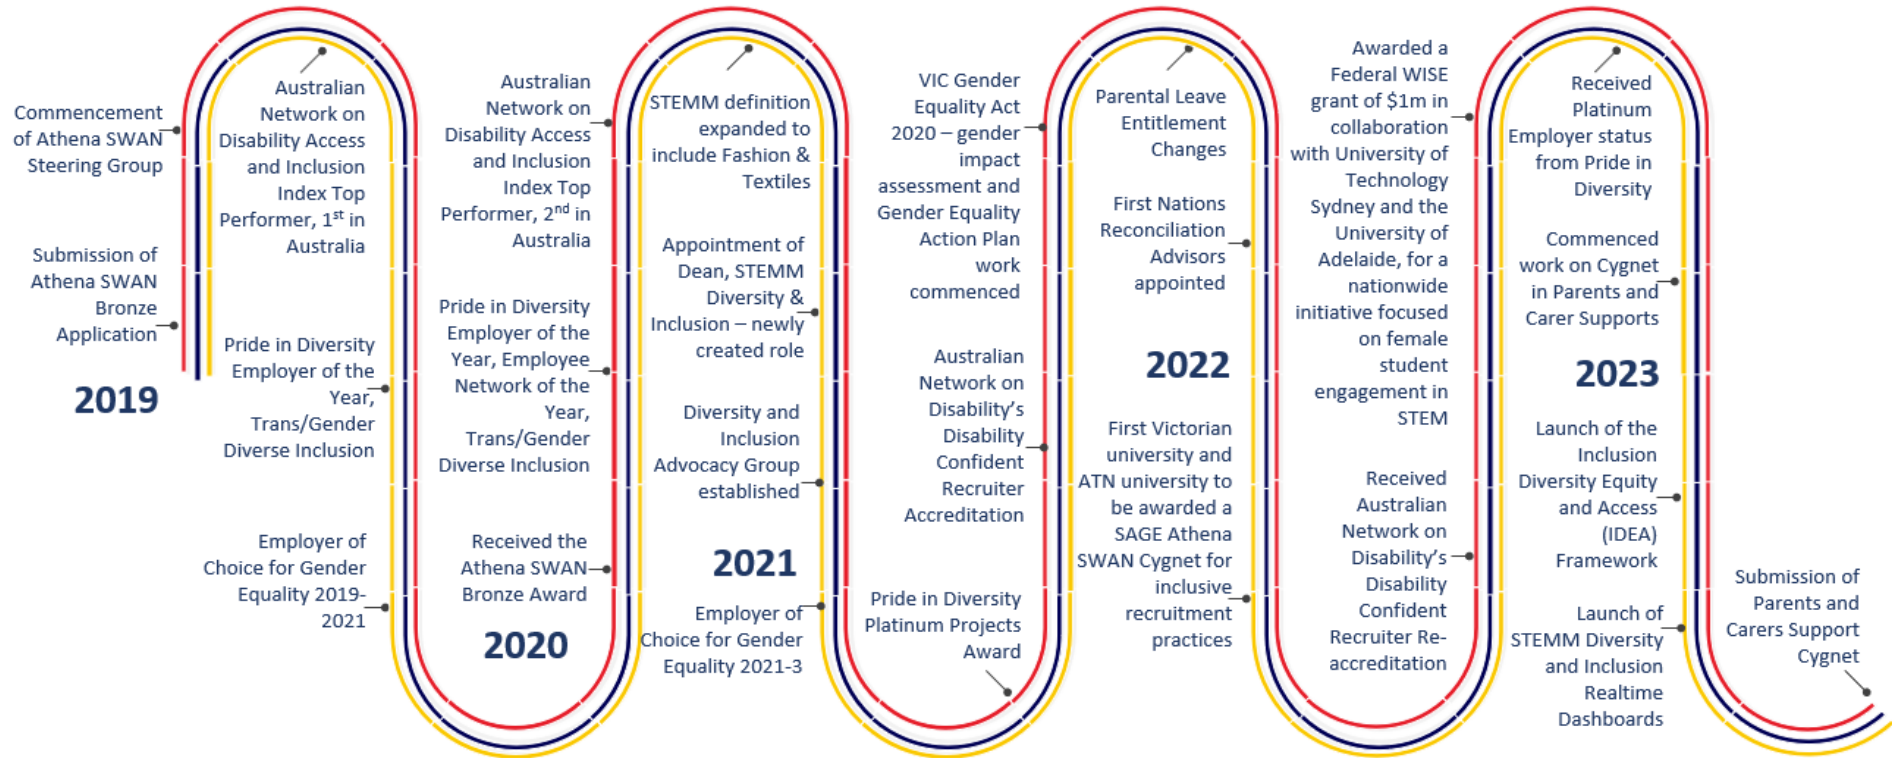 Commencement
of Athena SWAN
Steering Group
Submission of
Athena SWAN
Bronze
Application
2019
Australian
Network on
Disability Access
and Inclusion
Index Top
Performer, 1st in
Australia
Pride in Diversity
Employer of the
Year,
Trans/Gender
Diverse Inclusion
Employer of
Choice for Gender
Equality 2019-
2021
Australian
Network on
Disability Access
and Inclusion
Index Top
Performer, 2nd in
Australia
Pride in Diversity
Employer of the
Year, Employee
Network of the
Year,
Trans/Gender
Diverse Inclusion
Received the
Athena SWAN
Bronze Award
2020
STEMM definition
expanded to
include Fashion &
Textiles
Appointment of
Dean, STEMM
Diversity &
Inclusion – newly
created role
Diversity and
Inclusion
Advocacy Group
established
2021
Employer of
Choice for Gender
Equality 2021-3
VIC Gender
Equality Act
2020 – gender
impact
assessment and
Gender Equality
Action Plan
work
commenced
Australian
Network on
Disability’s
Disability
Confident
Recruiter
Accreditation
Pride in Diversity
Platinum Projects
Award
Parental Leave
Entitlement
Changes
First Nations
Reconciliation
Advisors
appointed
2022
First Victorian
university and
ATN university to
be awarded a
SAGE Athena
SWAN Cygnet for
inclusive
recruitment
practices
Awarded a
Federal WISE
grant of $1m in
collaboration
with University of
Technology
Sydney and the
University of
Adelaide, for a
nationwide
initiative focused
on female
student
engagement in
STEM
Received
Australian
Network on
Disability’s
Disability
Confident
Recruiter Re-
accreditation
Received
Platinum
Employer status
from Pride in
Diversity
Commenced
work on Cygnet
in Parents and
Carer Supports
2023
Launch of the
Inclusion
Diversity Equity
and Access
(IDEA)
Framework
Launch of
STEMM Diversity
and Inclusion
Realtime
Dashboards
Submission of
Parents and
Carers Support
Cygnet